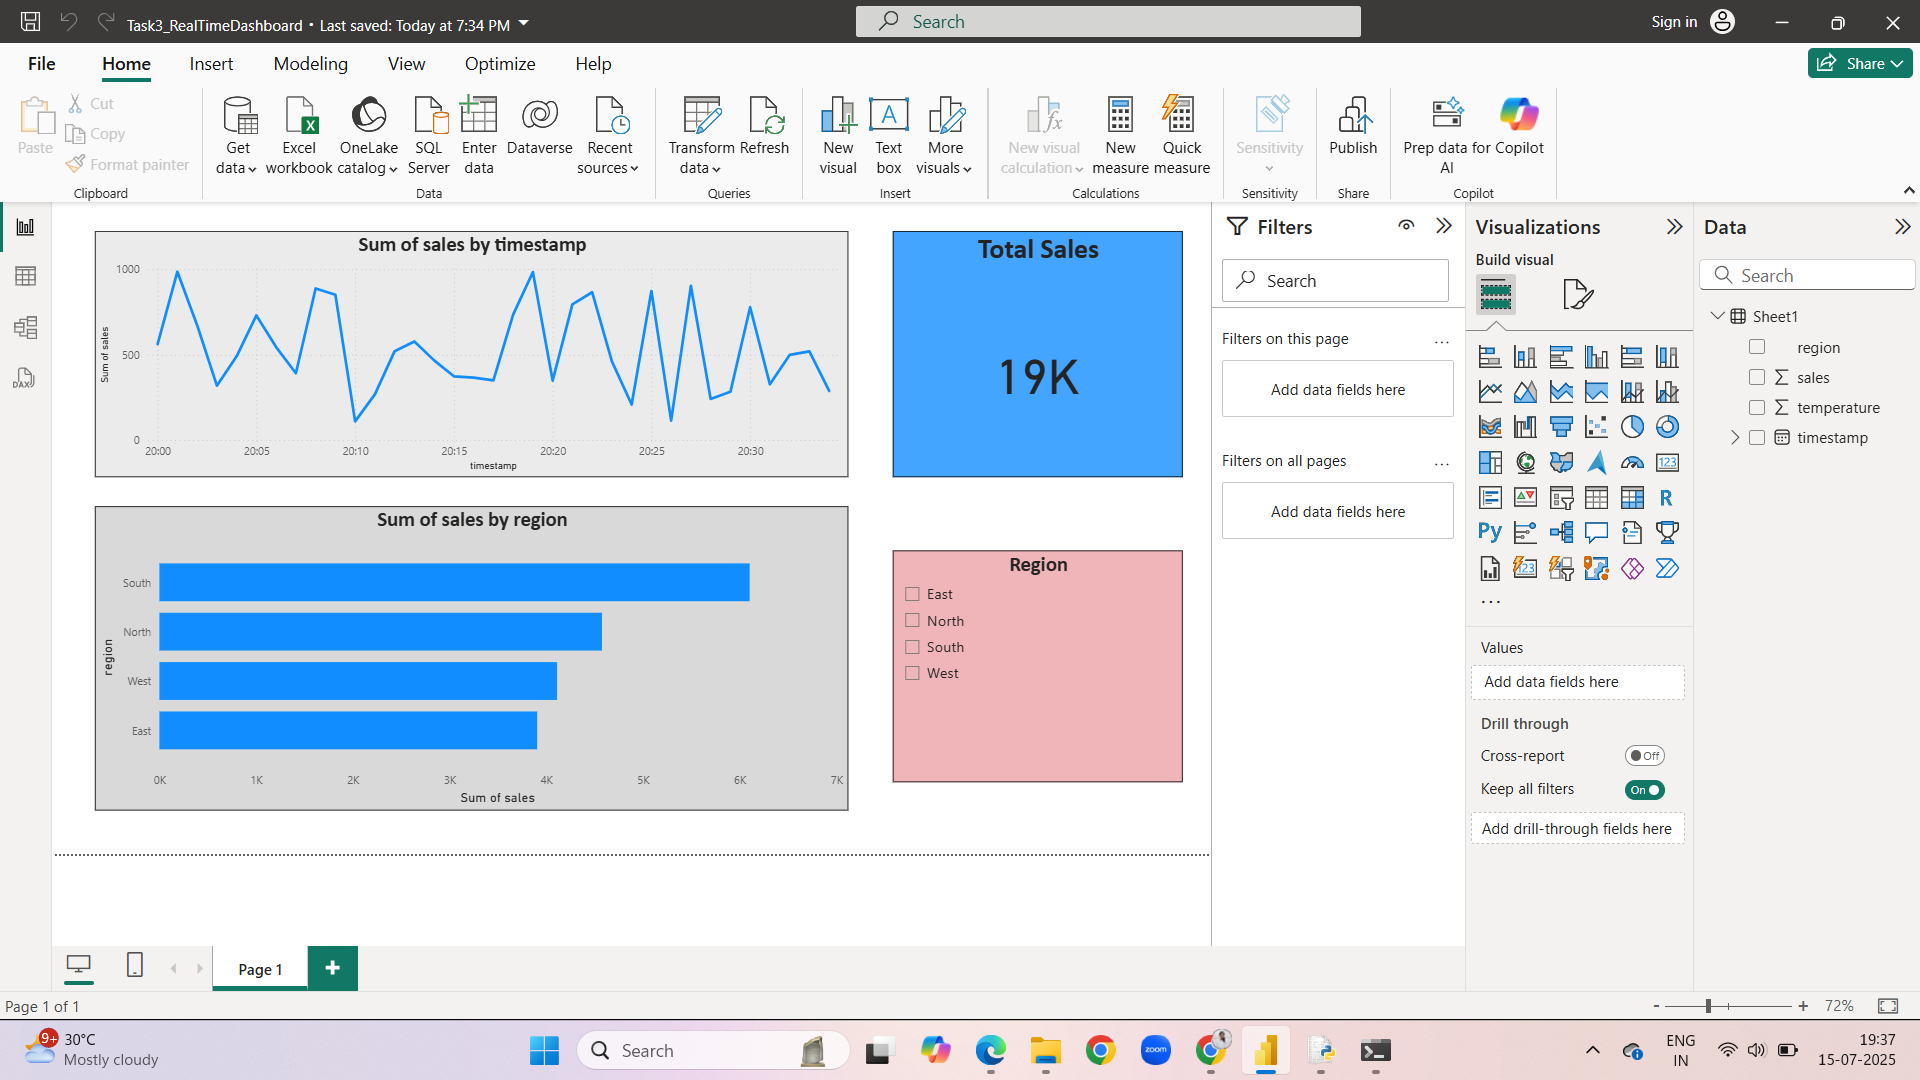 Task3_RealTimeDashboard • Last saved: Today at 7:34 PM
Search
Sign in
File Home Insert Modeling View Optimize Help
Share
Paste
Cut
Copy
Format painter
Clipboard
Get data
Excel workbook
OneLake catalog
SQL Server
Enter data
Dataverse
Recent sources
Data
Transform data
Refresh
Queries
New visual
Text box
More visuals
Insert
New visual calculation
New measure
Quick measure
Calculations
Sensitivity
Sensitivity
Publish
Share
Prep data for AI
Copilot
Copilot
DAX
Sum of sales by timestamp
Sum of sales
1000
500
0
20:00 20:05 20:10 20:15 20:20 20:25 20:30
timestamp
Total Sales
19K
Sum of sales by region
region
South
North
West
East
0K 1K 2K 3K 4K 5K 6K 7K
Sum of sales
Region
East
North
South
West
Filters
Search
Filters on this page
...
Add data fields here
Filters on all pages
...
Add data fields here
Visualizations
Build visual
123
R
Py
123
...
Values
Add data fields here
Drill through
Cross-report
Off
Keep all filters
On
Add drill-through fields here
Data
Search
Sheet1
region
∑ sales
∑ temperature
timestamp
Page 1
+
Page 1 of 1
- + 72%
9+
30°C
Mostly cloudy
Search
zoom
ENG
IN
19:37
15-07-2025